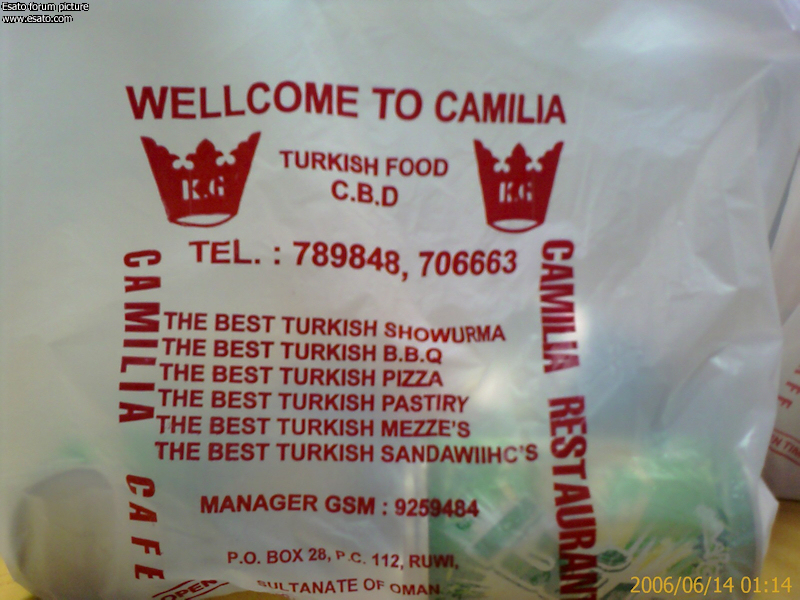 Esato forum picture
www.esato.com
WELLCOME TO CAMILIA
K.G
TURKISH FOOD
C.B.D
K.G
TEL. : 789848, 706663
CAMILIA CAFE
CAMILIA RESTAURANT
THE BEST TURKISH SHOWURMA
THE BEST TURKISH B.B.Q
THE BEST TURKISH PIZZA
THE BEST TURKISH PASTIRY
THE BEST TURKISH MEZZE'S
THE BEST TURKISH SANDAWIIHC'S
MANAGER GSM : 9259484
P.O. BOX 28, P.C. 112, RUWI,
SULTANATE OF OMAN
OPEN
2006/06/14 01:14